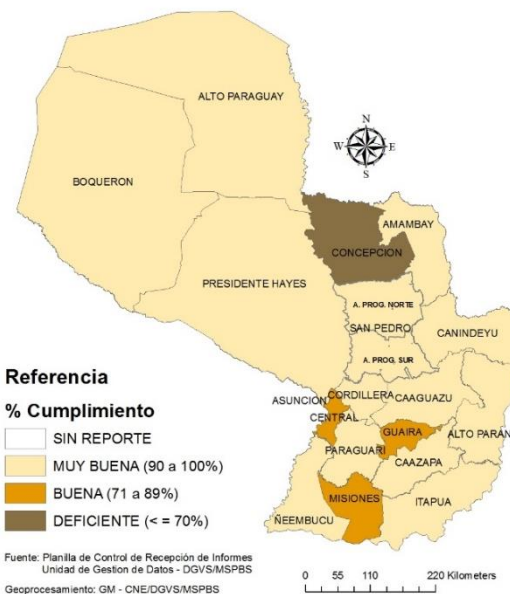 ALTO PARAGUAY
N
W E
S
BOQUERON
AMAMBAY
CONCEPCION
PRESIDENTE HAYES
A. PROG. NORTE
SAN PEDRO
CANINDEYU
A. PROG. SUR
Referencia
% Cumplimiento
SIN REPORTE
MUY BUENA (90 a 100%)
BUENA (71 a 89%)
DEFICIENTE (< = 70%)
ASUNCION
CORDILLERA
CENTRAL
CAAGUAZU
GUAIRA
ALTO PARAN
PARAGUARI
CAAZAPA
MISIONES
ITAPUA
ÑEEMBUCU
Fuente: Planilla de Control de Recepción de Informes
Unidad de Gestion de Datos - DGVS/MSPBS
Geoprocesamiento: GM - CNE/DGVS/MSPBS
0 55 110 220 Kilometers